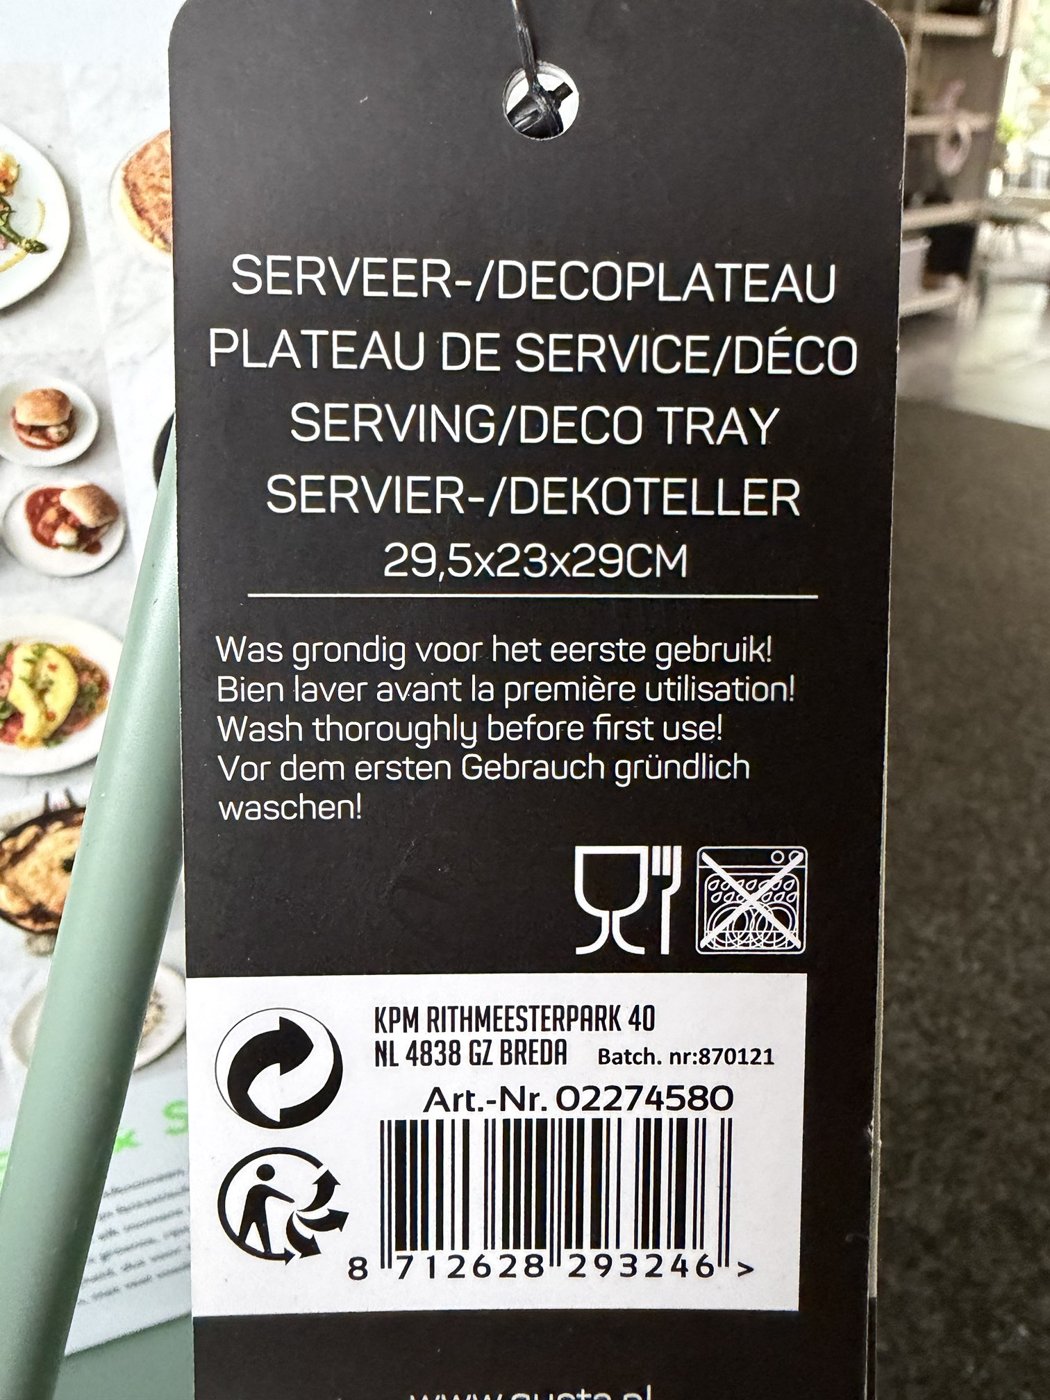 SERVEER-/DECOPLATEAU
PLATEAU DE SERVICE/DÉCO
SERVING/DECO TRAY
SERVIER-/DEKOTELLER
29,5x23x29CM
Was grondig voor het eerste gebruik!
Bien laver avant la première utilisation!
Wash thoroughly before first use!
Vor dem ersten Gebrauch gründlich
waschen!
KPM RITHMEESTERPARK 40
NL 4838 GZ BREDA Batch. nr:870121
Art.-Nr. 02274580
8 712628 293246 >